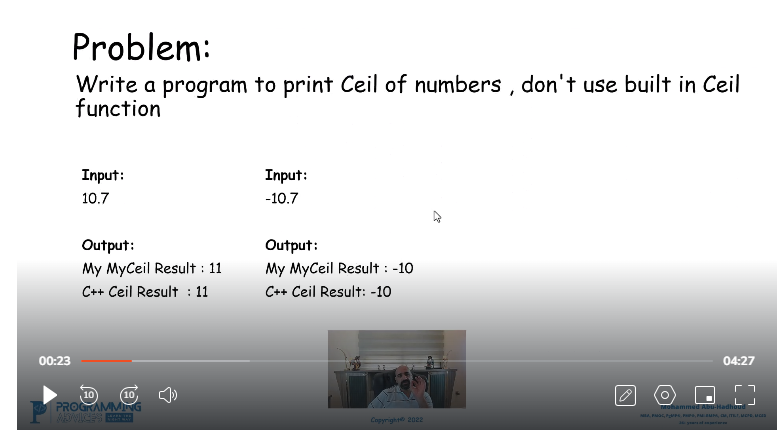 Problem:
Write a program to print Ceil of numbers , don't use built in Ceil
function
Input:
10.7
Output:
My MyCeil Result : 11
C++ Ceil Result  : 11
Input:
-10.7
Output:
My MyCeil Result : -10
C++ Ceil Result: -10
00:23
04:27
10
10
PROGRAMMING
ADVICES
Copyright© 2022
Mohammed Abu-Hadhoud